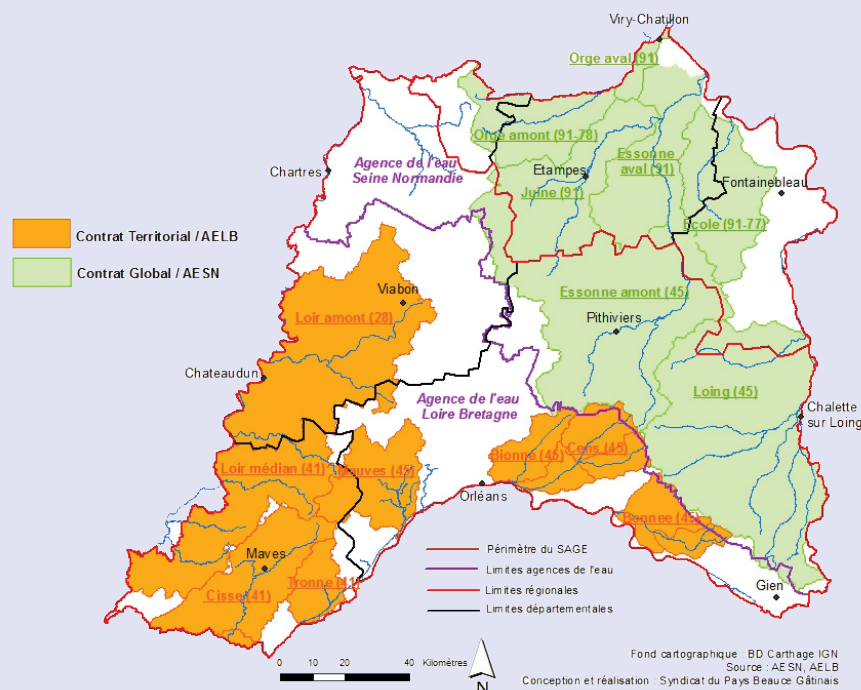 Viry-Chatillon
Orge aval (91)
Orge amont (91-78)
Agence de l'eau
Seine Normandie
Chartres
Etampes
Essonne
aval (91)
Juine (91)
Fontainebleau
Ecole (91-77)
Contrat Territorial / AELB
Contrat Global / AESN
Viabon
Loir amont (28)
Essonne amont (45)
Pithiviers
Chateaudun
Agence de l'eau
Loire Bretagne
Loing (45)
Chalette
sur Loing
Loir médian (41)
Mauves (45)
Bionne (45)
Cens (45)
Orléans
Bonnee (45)
Maves
Cisse (41)
Tronne (41)
Gien
Périmètre du SAGE
Limites agences de l'eau
Limites régionales
Limites départementales
0 10 20 40 Kilomètres
N
Fond cartographique : BD Carthage IGN
Source : AESN, AELB
Conception et réalisation : Syndicat du Pays Beauce Gâtinais